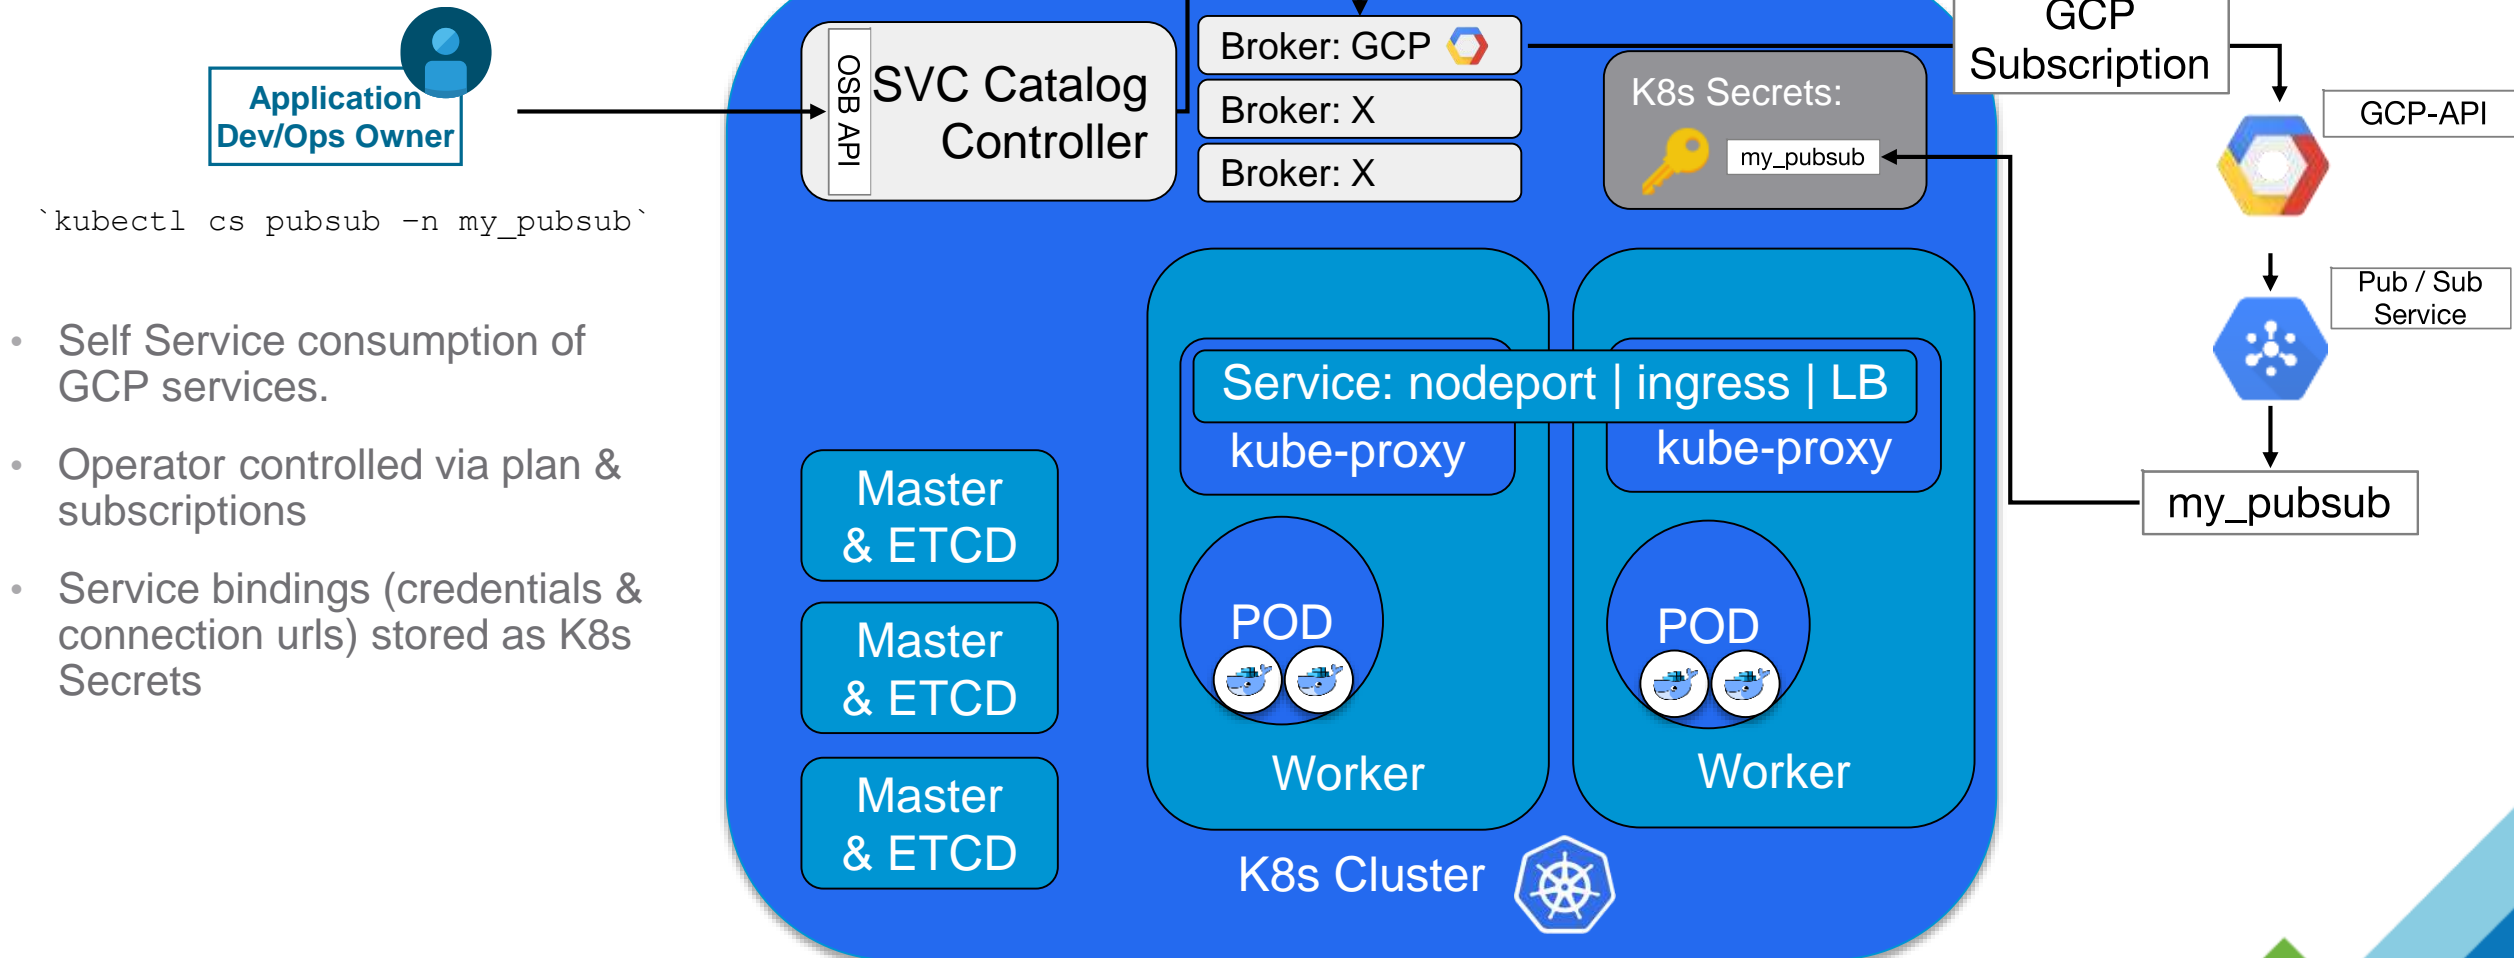 Application
Dev/Ops Owner
`kubectl cs pubsub –n my_pubsub`
• Self Service consumption of
GCP services.
• Operator controlled via plan &
subscriptions
• Service bindings (credentials &
connection urls) stored as K8s
Secrets
OSB API
SVC Catalog
Controller
Broker: GCP
Broker: X
Broker: X
K8s Secrets:
my_pubsub
GCP
Subscription
GCP-API
Pub / Sub
Service
my_pubsub
Service: nodeport | ingress | LB
kube-proxy
kube-proxy
Master
& ETCD
Master
& ETCD
Master
& ETCD
POD
POD
Worker
Worker
K8s Cluster